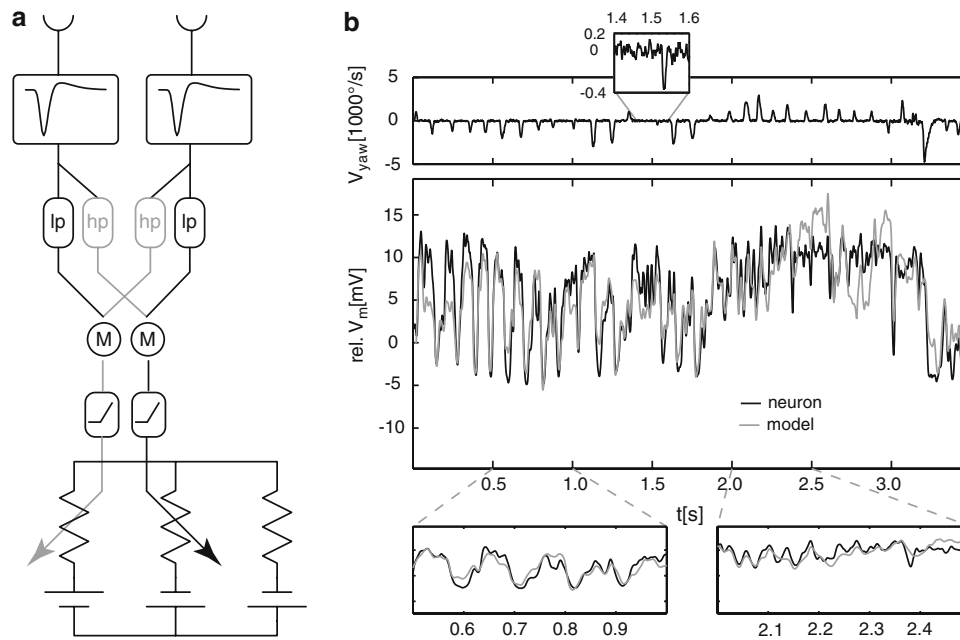 a
lp hp hp lp
M M
b
1.4 1.5 1.6
0.2
0
-0.4
5
0
-5
V_yaw[1000°/s]
15
10
5
0
-5
-10
rel. V_m[mV]
neuron
model
0.5 1.0 1.5 2.0 2.5 3.0
t[s]
0.6 0.7 0.8 0.9
2.1 2.2 2.3 2.4